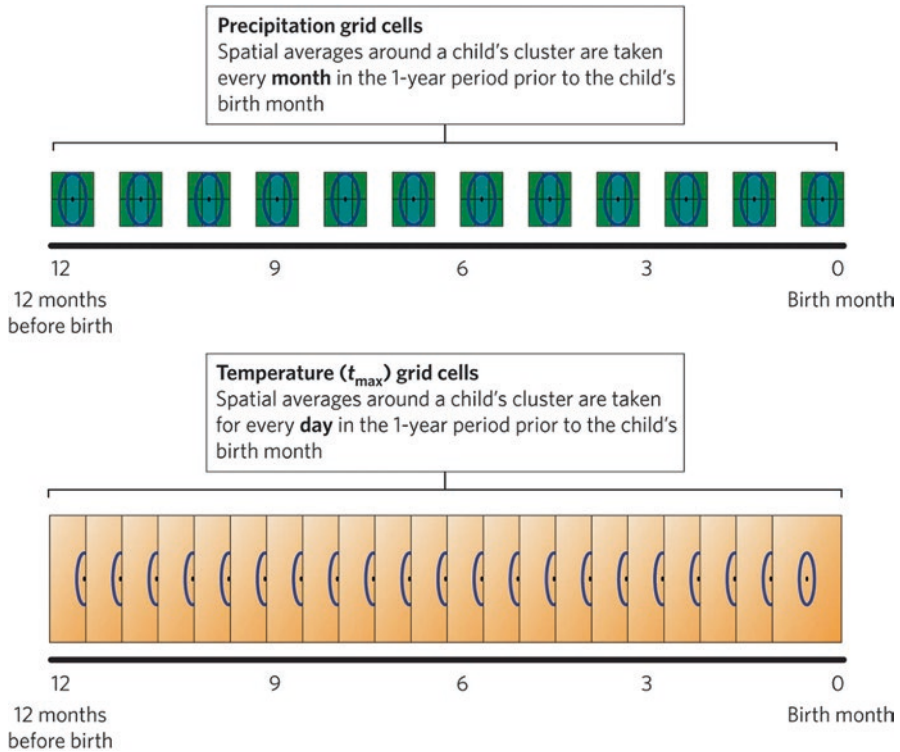 Precipitation grid cells
Spatial averages around a child's cluster are taken
every month in the 1-year period prior to the child's
birth month
12 9 6 3 0
12 months Birth month
before birth
Temperature (tmax) grid cells
Spatial averages around a child's cluster are taken
for every day in the 1-year period prior to the child's
birth month
12 9 6 3 0
12 months Birth month
before birth